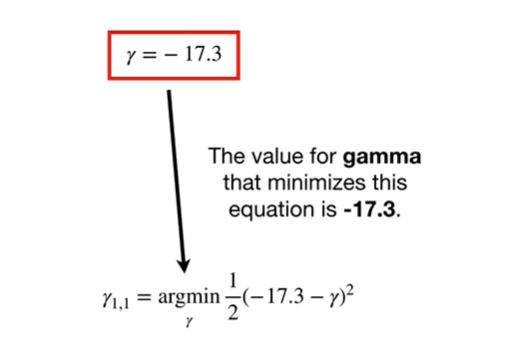 γ = − 17.3
The value for gamma
that minimizes this
equation is -17.3.
γ₁,₁ = argmin 1/2 (−17.3 − γ)²
γ